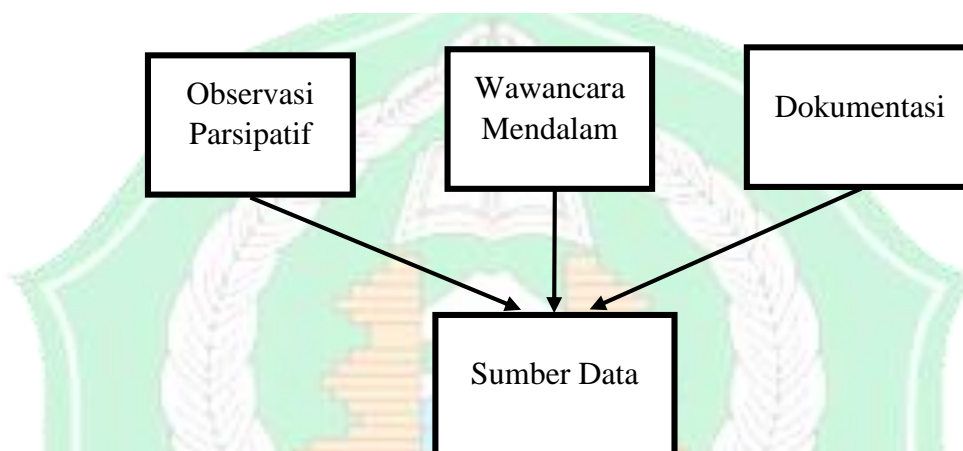 Observasi
Parsipatif
Wawancara
Mendalam
Dokumentasi
Sumber Data